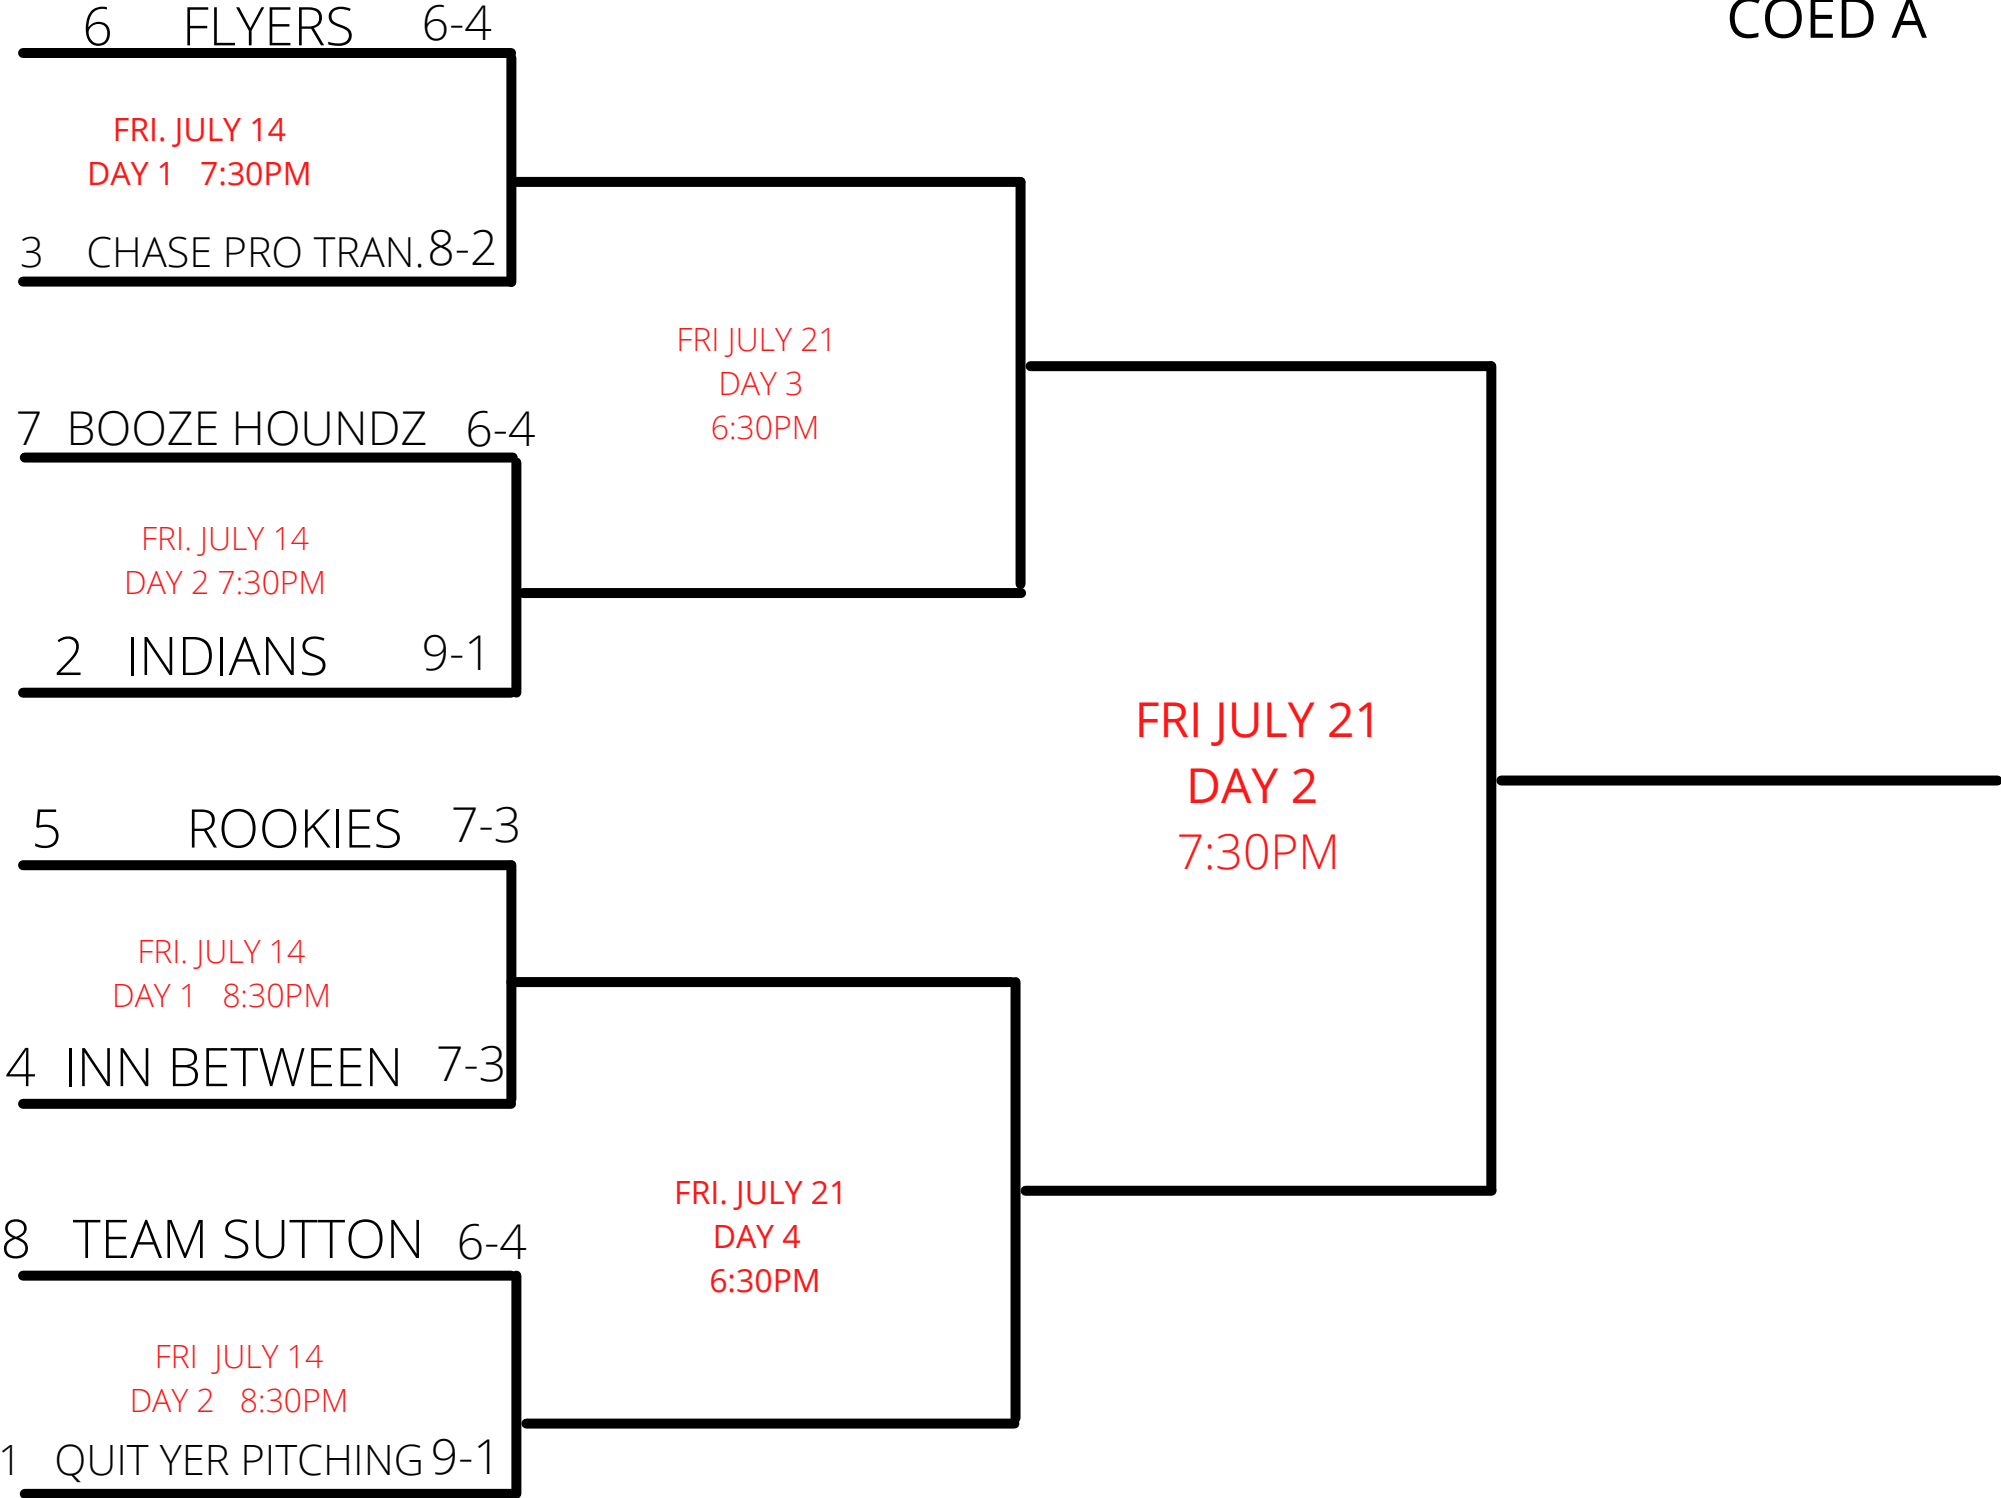 COED A
6 FLYERS 6-4
FRI. JULY 14
DAY 1 7:30PM
3 CHASE PRO TRAN. 8-2
FRI JULY 21
DAY 3
6:30PM
7 BOOZE HOUNDZ 6-4
FRI. JULY 14
DAY 2 7:30PM
2 INDIANS 9-1
FRI JULY 21
DAY 2
7:30PM
5 ROOKIES 7-3
FRI. JULY 14
DAY 1 8:30PM
4 INN BETWEEN 7-3
FRI. JULY 21
DAY 4
6:30PM
8 TEAM SUTTON 6-4
FRI JULY 14
DAY 2 8:30PM
1 QUIT YER PITCHING 9-1